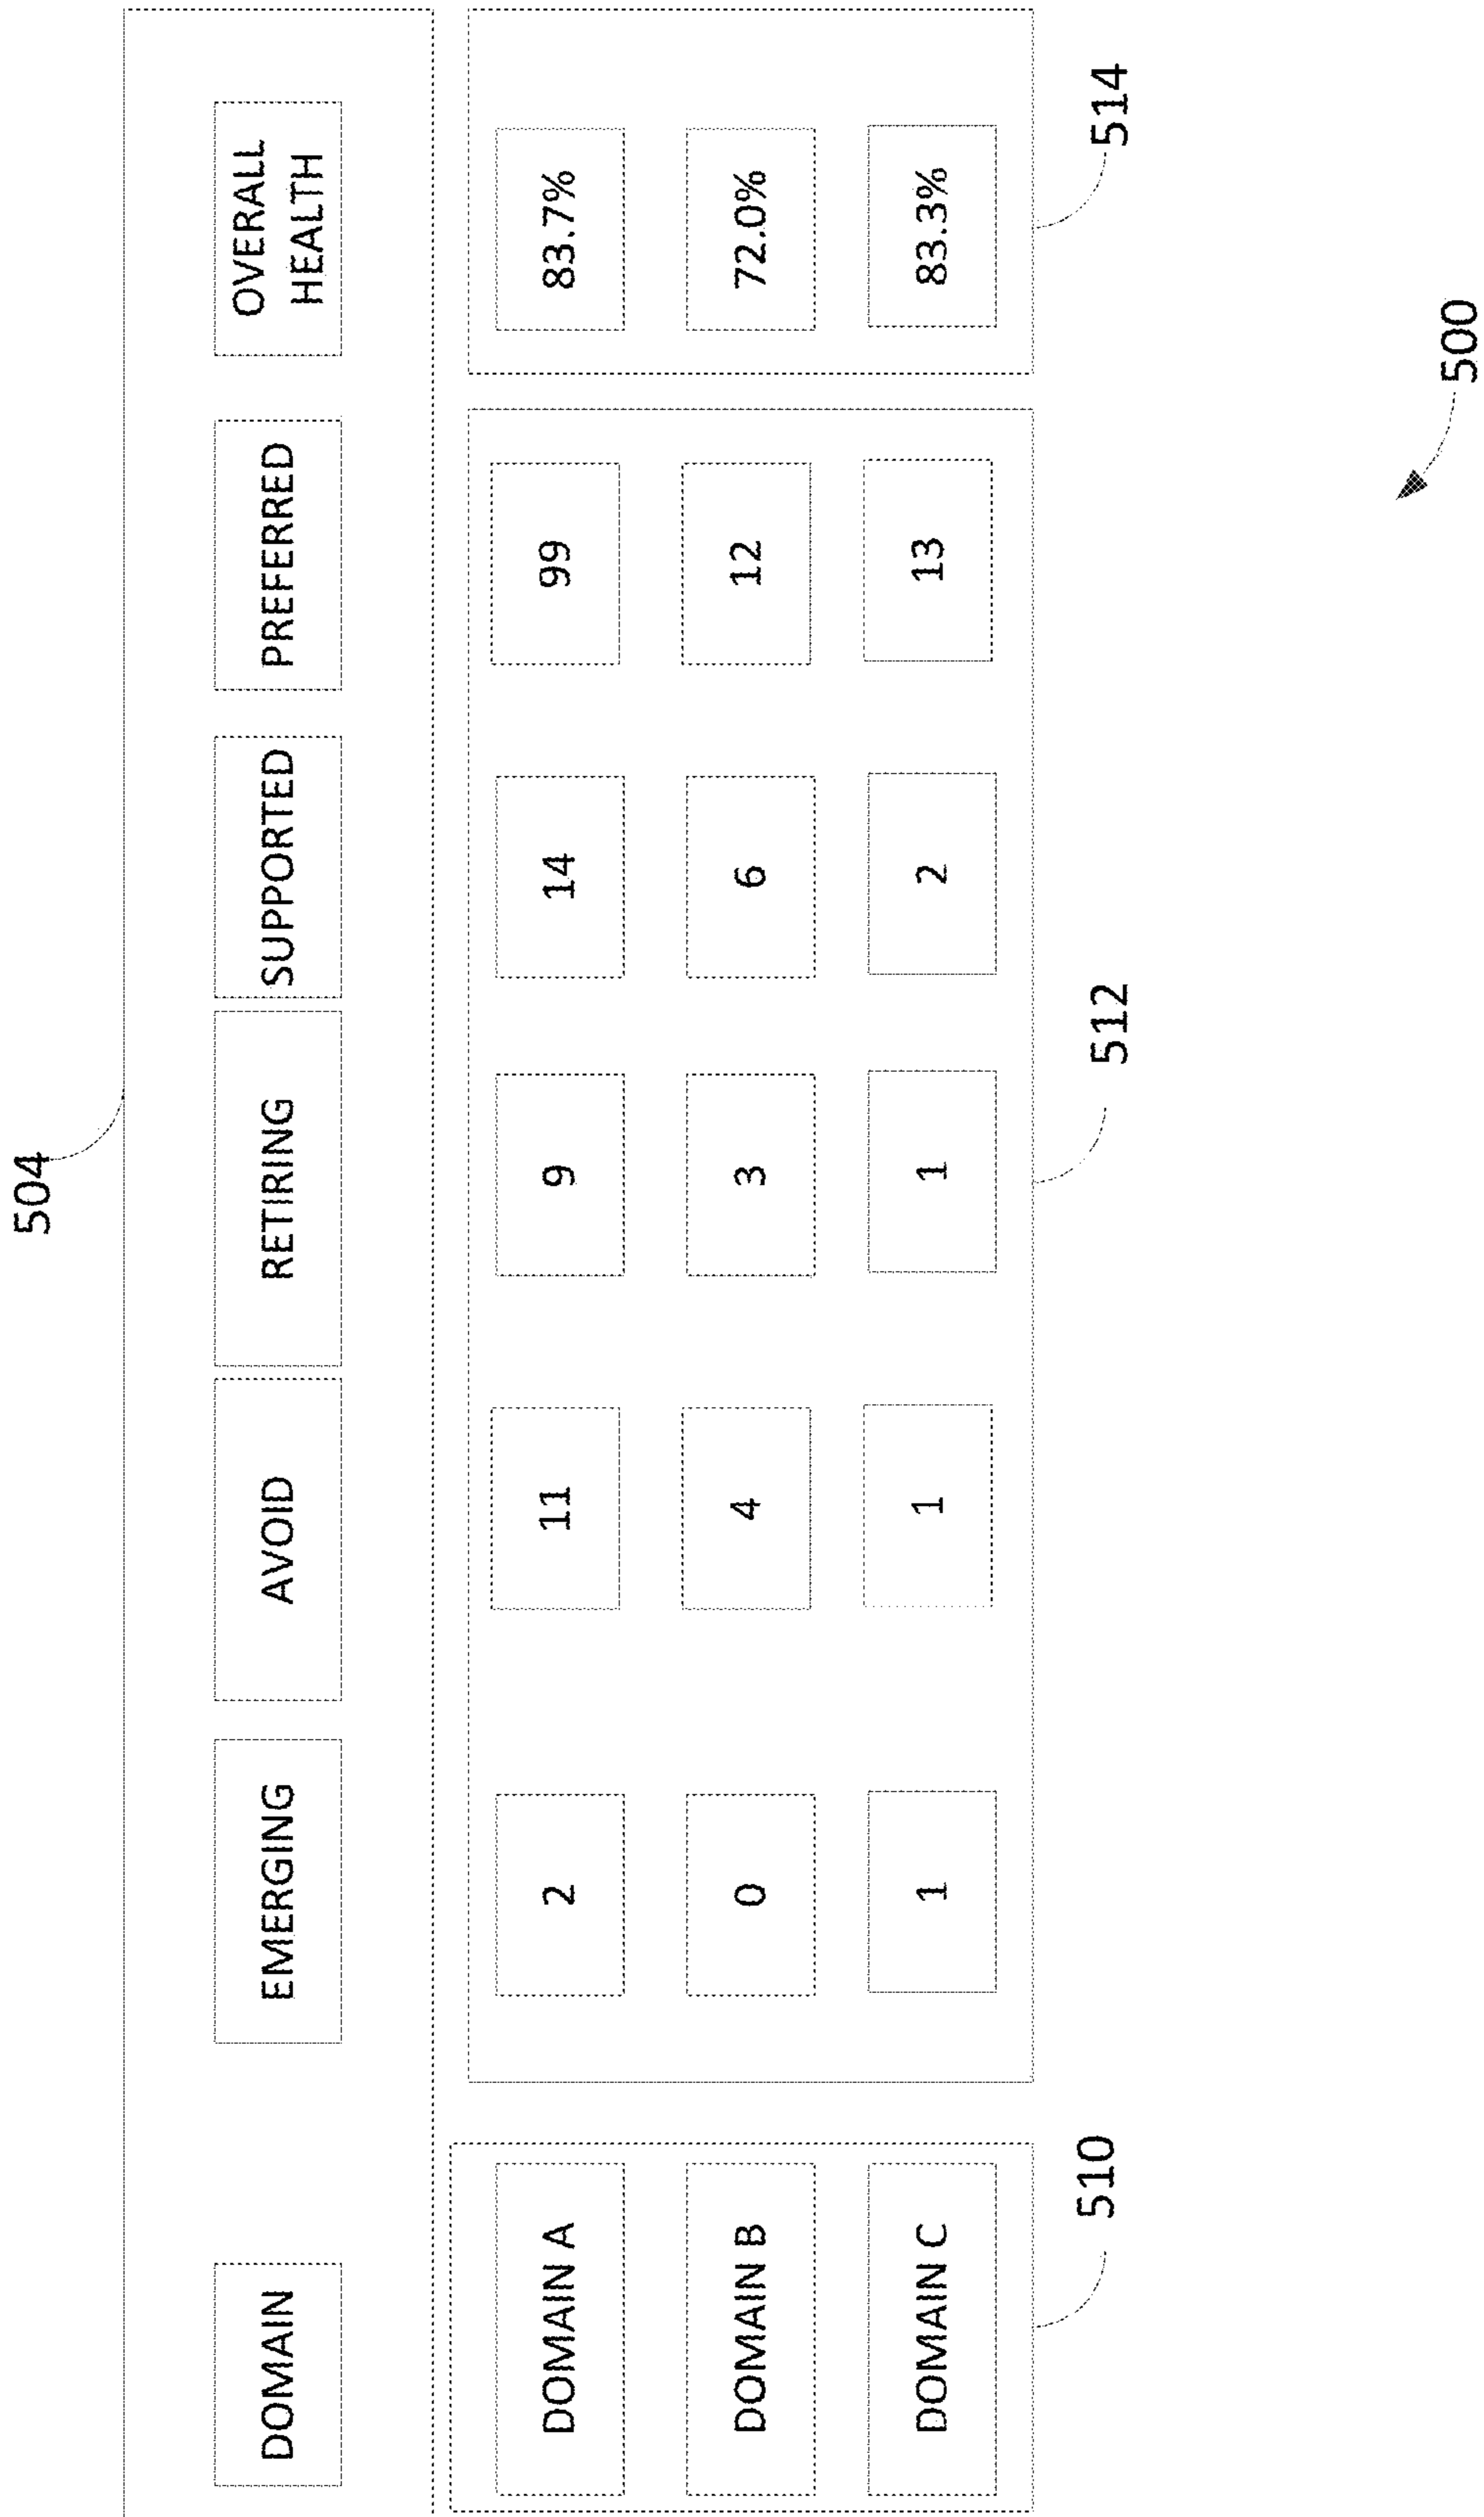 504
DOMAIN EMERGING AVOID RETIRING SUPPORTED PREFERRED OVERALL
HEALTH
DOMAIN A 2 11 9 14 99 83.7%
DOMAIN B 0 4 3 6 12 72.0%
DOMAIN C 1 1 1 2 13 83.3%
510 512 514
500